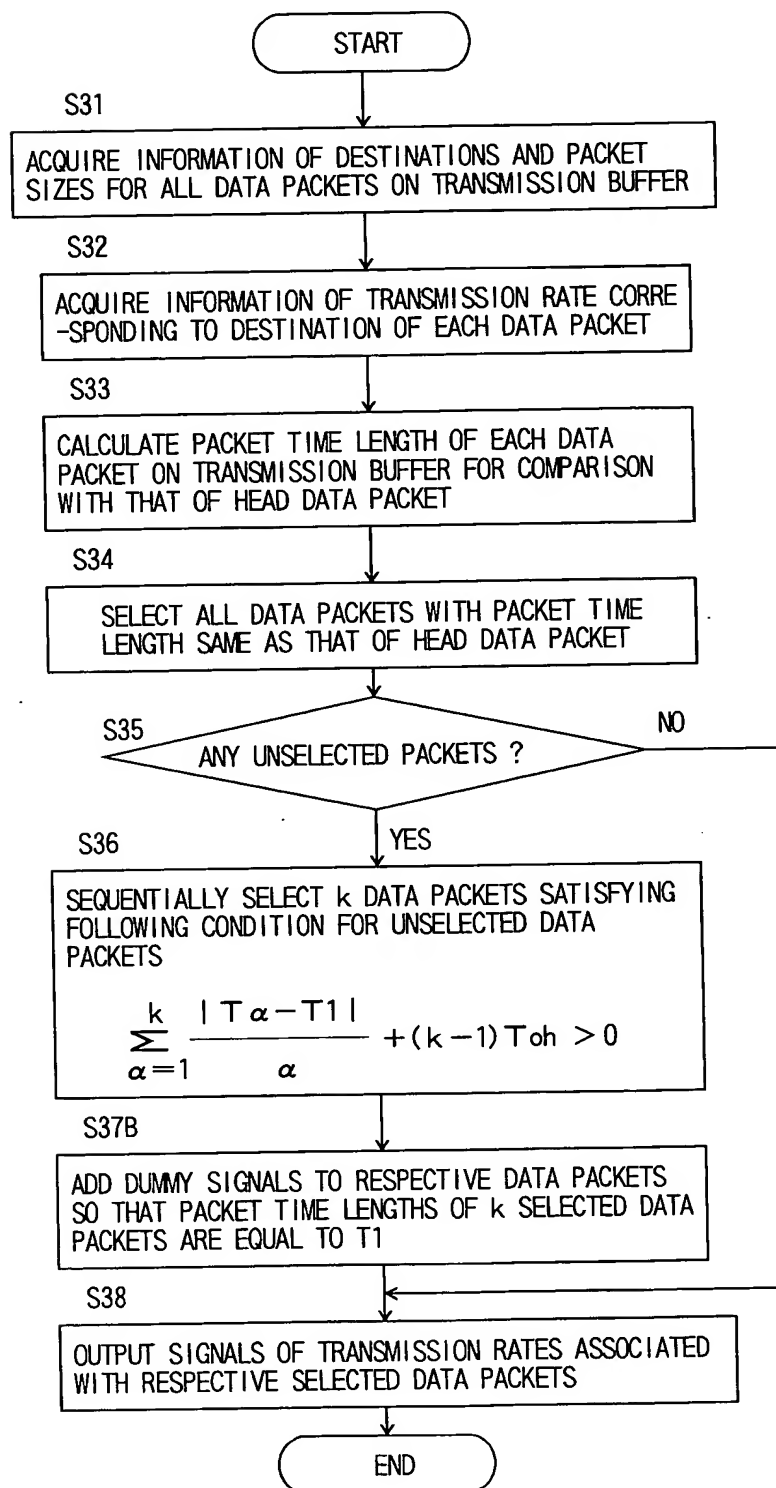 START
S31
ACQUIRE INFORMATION OF DESTINATIONS AND PACKET
SIZES FOR ALL DATA PACKETS ON TRANSMISSION BUFFER
S32
ACQUIRE INFORMATION OF TRANSMISSION RATE CORRE
-SPONDING TO DESTINATION OF EACH DATA PACKET
S33
CALCULATE PACKET TIME LENGTH OF EACH DATA
PACKET ON TRANSMISSION BUFFER FOR COMPARISON
WITH THAT OF HEAD DATA PACKET
S34
SELECT ALL DATA PACKETS WITH PACKET TIME
LENGTH SAME AS THAT OF HEAD DATA PACKET
S35
ANY UNSELECTED PACKETS ?
NO
YES
S36
SEQUENTIALLY SELECT k DATA PACKETS SATISFYING
FOLLOWING CONDITION FOR UNSELECTED DATA
PACKETS
k
∑ |Tα−T1| / α +(k−1)Toh >0
α=1
S37B
ADD DUMMY SIGNALS TO RESPECTIVE DATA PACKETS
SO THAT PACKET TIME LENGTHS OF k SELECTED DATA
PACKETS ARE EQUAL TO T1
S38
OUTPUT SIGNALS OF TRANSMISSION RATES ASSOCIATED
WITH RESPECTIVE SELECTED DATA PACKETS
END